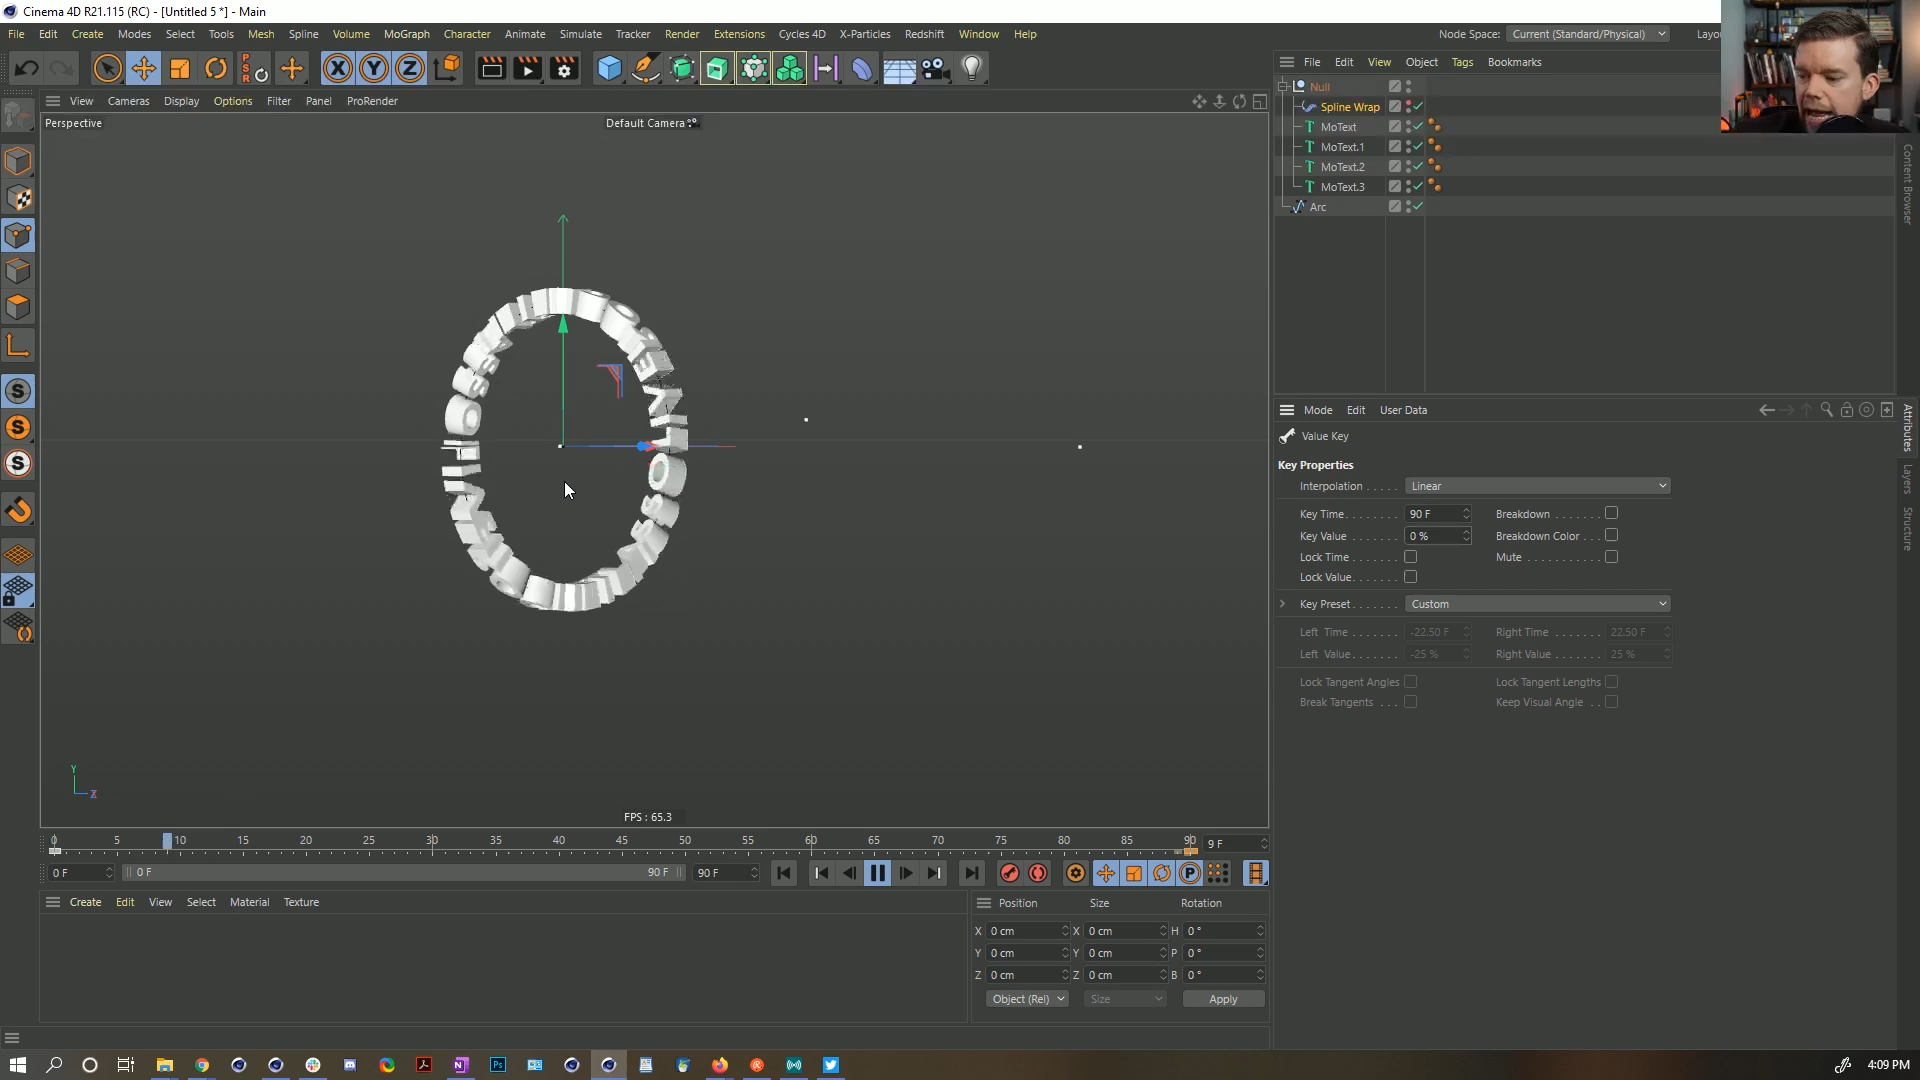 Cinema 4D R21.115 (RC) - [Untitled 5 *] - Main
File Edit Create Modes Select Tools Mesh Spline Volume MoGraph Character Animate Simulate Tracker Render Extensions Cycles 4D X-Particles Redshift Window Help
Node Space: Current (Standard/Physical) Layou
PSR X Y Z
File Edit View Object Tags Bookmarks
View Cameras Display Options Filter Panel ProRender
Perspective
Default Camera
Null
Spline Wrap
MoText
MoText.1
MoText.2
MoText.3
Arc
Content Browser
Mode Edit User Data
Attributes
Layers
Structure
Value Key
Key Properties
Interpolation . . . . . Linear
Key Time . . . . . . . 90 F Breakdown . . . . . . .
Key Value . . . . . . . 0 % Breakdown Color . . .
Lock Time . . . . . . Mute . . . . . . . . . . . .
Lock Value . . . . . .
Key Preset . . . . . . . Custom
Left Time . . . . . . . -22.50 F Right Time . . . . . . . 22.50 F
Left Value . . . . . . . -25 % Right Value . . . . . . 25 %
Lock Tangent Angles Lock Tangent Lengths
Break Tangents . . . Keep Visual Angle . .
Y
Z
FPS : 65.3
0 5 10 15 20 25 30 35 40 45 50 55 60 65 70 75 80 85 90 9 F
0 F 0 F 90 F 90 F
Create Edit View Select Material Texture
Position Size Rotation
X 0 cm X 0 cm H 0 °
Y 0 cm Y 0 cm P 0 °
Z 0 cm Z 0 cm B 0 °
Object (Rel) Size Apply
4:09 PM